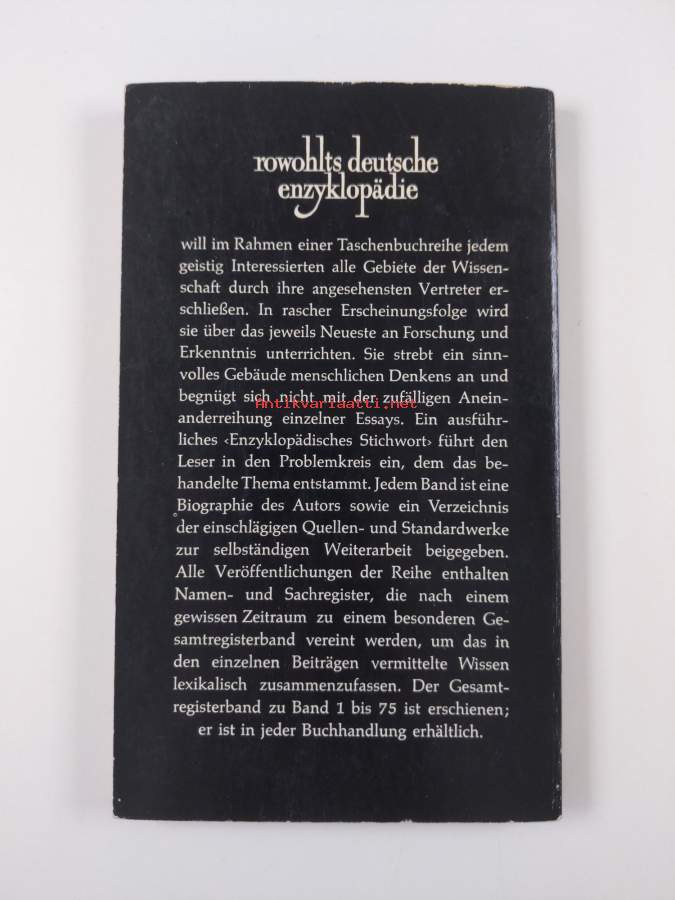 rowohlts deutsche
enzyklopädie
will im Rahmen einer Taschenbuchreihe jedem
geistig Interessierten alle Gebiete der Wissen-
schaft durch ihre angesehensten Vertreter er-
schließen. In rascher Erscheinungsfolge wird
sie über das jeweils Neueste an Forschung und
Erkenntnis unterrichten. Sie strebt ein sinn-
volles Gebäude menschlichen Denkens an und
begnügt sich nicht mit der zufälligen Anein-
Antikvariaatti.net
anderreihung einzelner Essays. Ein ausführ-
liches ‹Enzyklopädisches Stichwort› führt den
Leser in den Problemkreis ein, dem das be-
handelte Thema entstammt. Jedem Band ist eine
Biographie des Autors sowie ein Verzeichnis
der einschlägigen Quellen- und Standardwerke
zur selbständigen Weiterarbeit beigegeben.
Alle Veröffentlichungen der Reihe enthalten
Namen- und Sachregister, die nach einem
gewissen Zeitraum zu einem besonderen Ge-
samtregisterband vereint werden, um das in
den einzelnen Beiträgen vermittelte Wissen
lexikalisch zusammenzufassen. Der Gesamt-
registerband zu Band 1 bis 75 ist erschienen;
er ist in jeder Buchhandlung erhältlich.